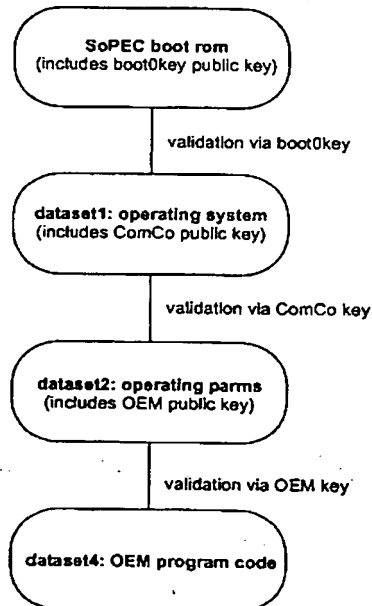 SoPEC boot rom
(includes boot0key public key)
validation via boot0key
dataset1: operating system
(includes ComCo public key)
validation via ComCo key
dataset2: operating parms
(includes OEM public key)
validation via OEM key
dataset4: OEM program code